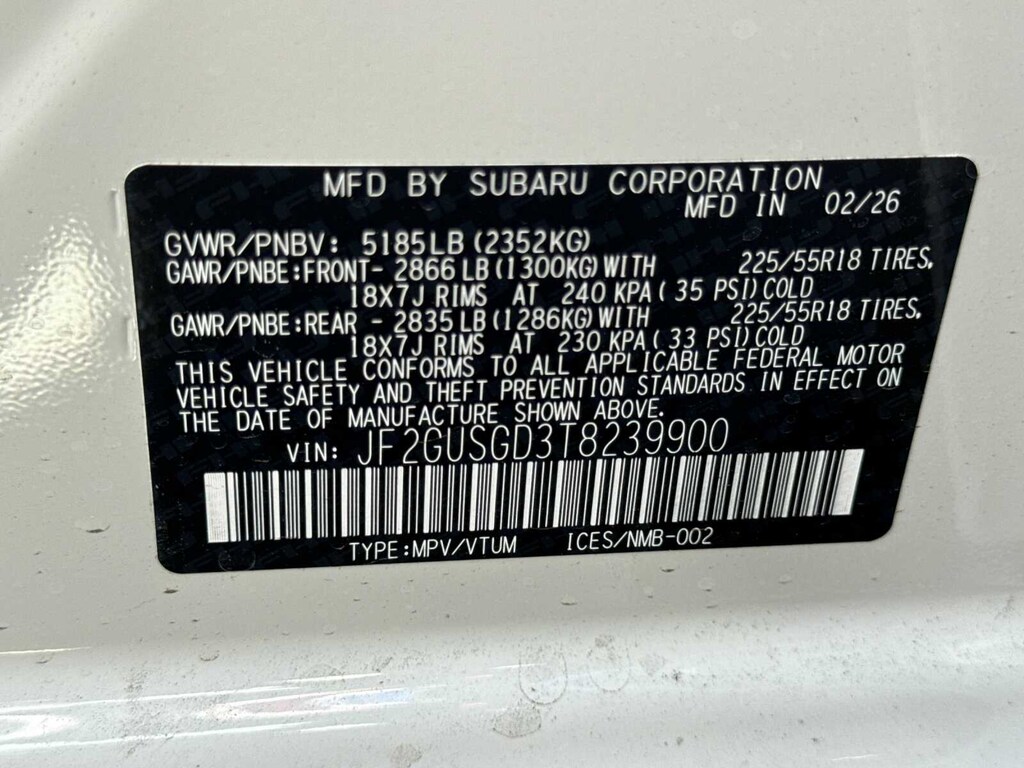 MFD BY SUBARU CORPORATION
MFD IN 02/26
GVWR/PNBV: 5185LB (2352KG)
GAWR/PNBE:FRONT- 2866 LB (1300KG) WITH 225/55R18 TIRES,
18X7J RIMS AT 240 KPA( 35 PSI) COLD
GAWR/PNBE:REAR - 2835 LB (1286KG) WITH 225/55R18 TIRES,
18X7J RIMS AT 230 KPA ( 33 PSI) COLD
THIS VEHICLE CONFORMS TO ALL APPLICABLE FEDERAL MOTOR
VEHICLE SAFETY AND THEFT PREVENTION STANDARDS IN EFFECT ON
THE DATE OF MANUFACTURE SHOWN ABOVE.
VIN: JF2GUSGD3T8239900
TYPE:MPV/VTUM ICES/NMB-002